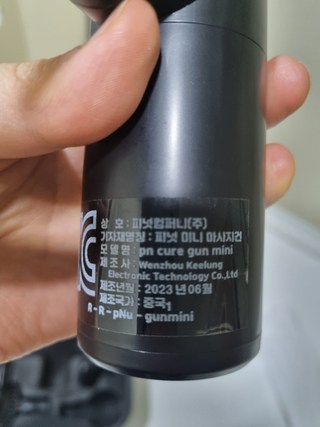 상 호 : 피넛컴퍼니(주)
기자재명칭 : 피넛 미니 마사지건
모 델 명 : pn cure gun mini
제 조 사 : Wenzhou Keelung
Electronic Technology Co.,Ltd
제조년월 : 2023 년 06월
제조국가 : 중국
R - R - pNu - gunmini